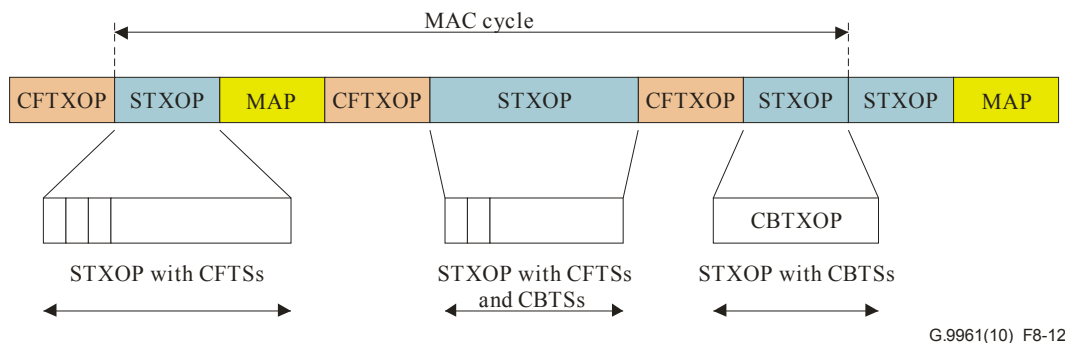 MAC cycle
CFTXOP STXOP MAP CFTXOP STXOP CFTXOP STXOP STXOP MAP
CBTXOP
STXOP with CFTSs
STXOP with CFTSs
and CBTSs
STXOP with CBTSs
G.9961(10)_F8-12